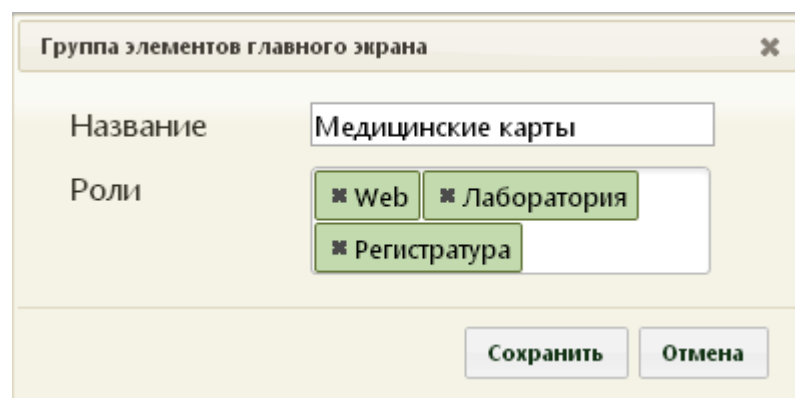 Группа элементов главного экрана
Название Медицинские карты
Роли Web Лаборатория
Регистратура
Сохранить Отмена